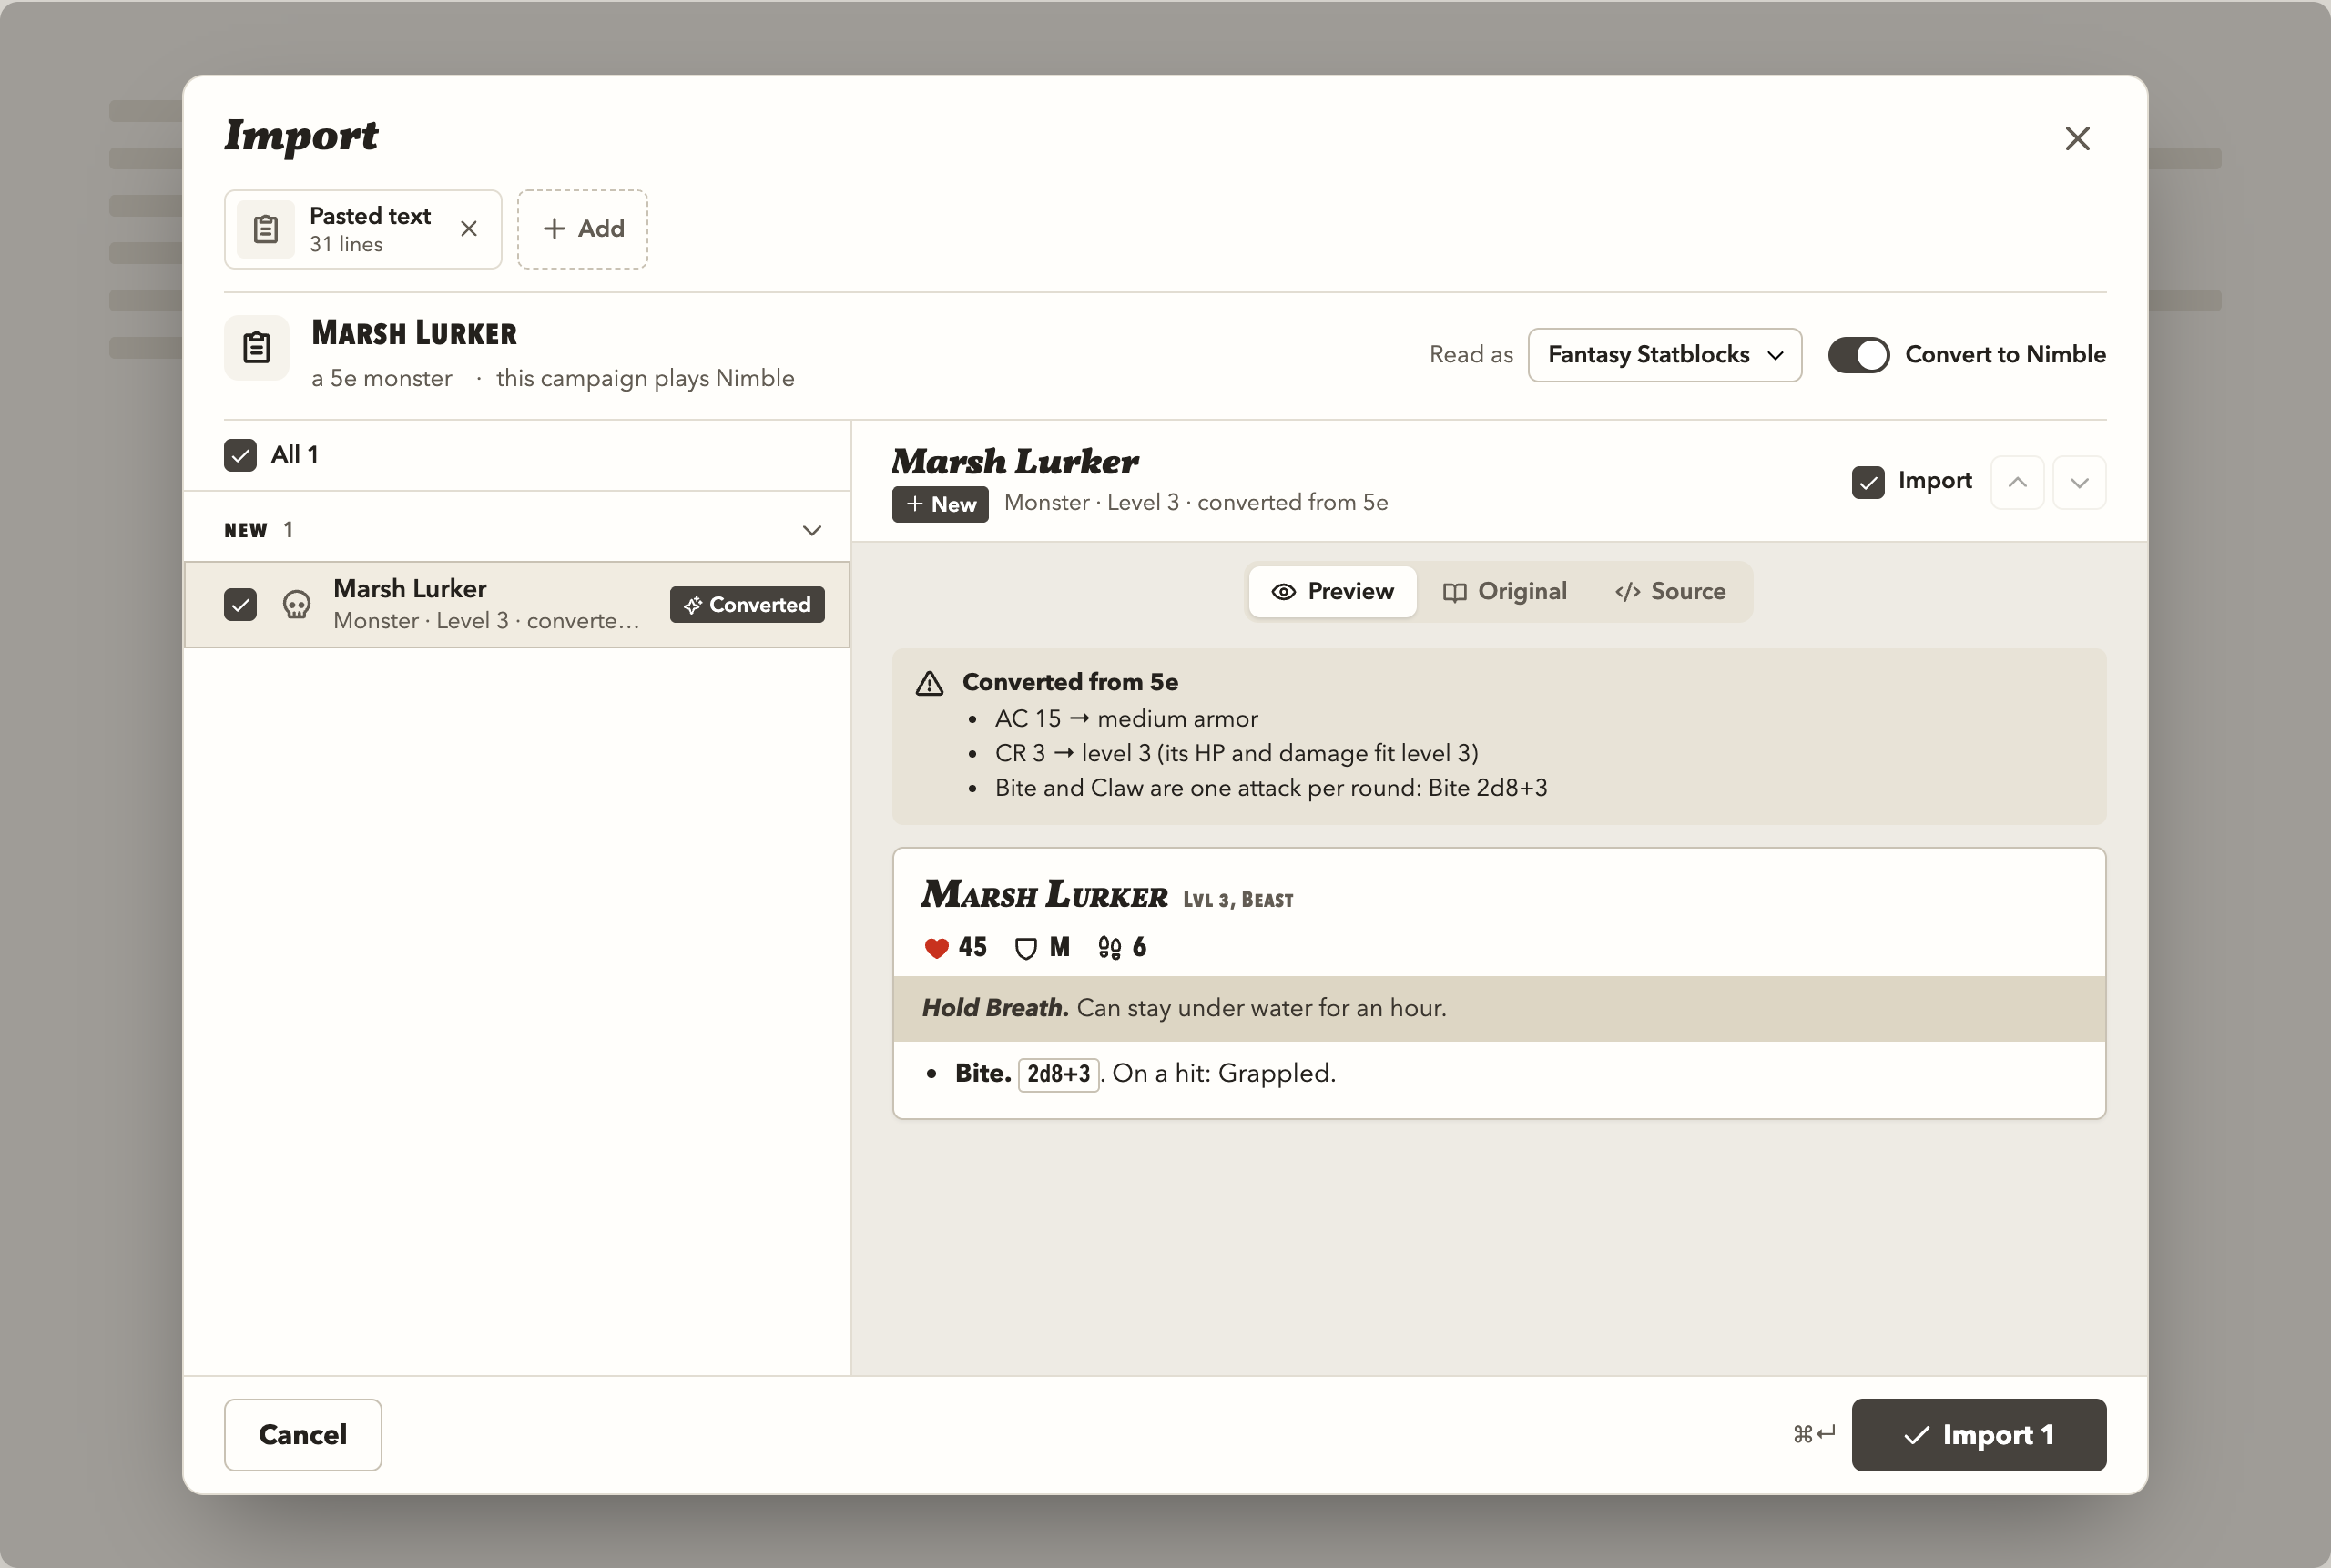 Import
Pasted text
31 lines
Add
Marsh Lurker
a 5e monster · this campaign plays Nimble
Read as Fantasy Statblocks Convert to Nimble
All 1
NEW 1
Marsh Lurker
Monster · Level 3 · converte…
Converted
Marsh Lurker
New Monster · Level 3 · converted from 5e
Import
Preview Original Source
Converted from 5e
• AC 15 → medium armor
• CR 3 → level 3 (its HP and damage fit level 3)
• Bite and Claw are one attack per round: Bite 2d8+3
Marsh Lurker Lvl 3, Beast
45 M 6
Hold Breath. Can stay under water for an hour.
• Bite. 2d8+3. On a hit: Grappled.
Cancel
⌘↵ Import 1